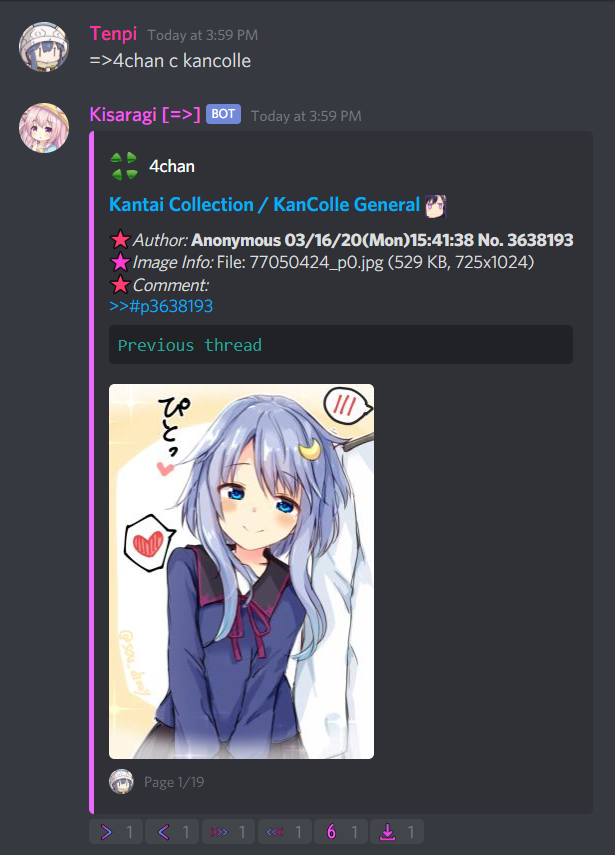 Tenpi Today at 3:59 PM
=>4chan c kancolle
Kisaragi [=>] BOT Today at 3:59 PM
4chan
Kantai Collection / KanColle General
Author: Anonymous 03/16/20(Mon)15:41:38 No. 3638193
Image Info: File: 77050424_p0.jpg (529 KB, 725x1024)
Comment:
>>#p3638193
Previous thread
ぴとっ
Page 1/19
> 1 < 1 >>> 1 <<< 1 6 1 1